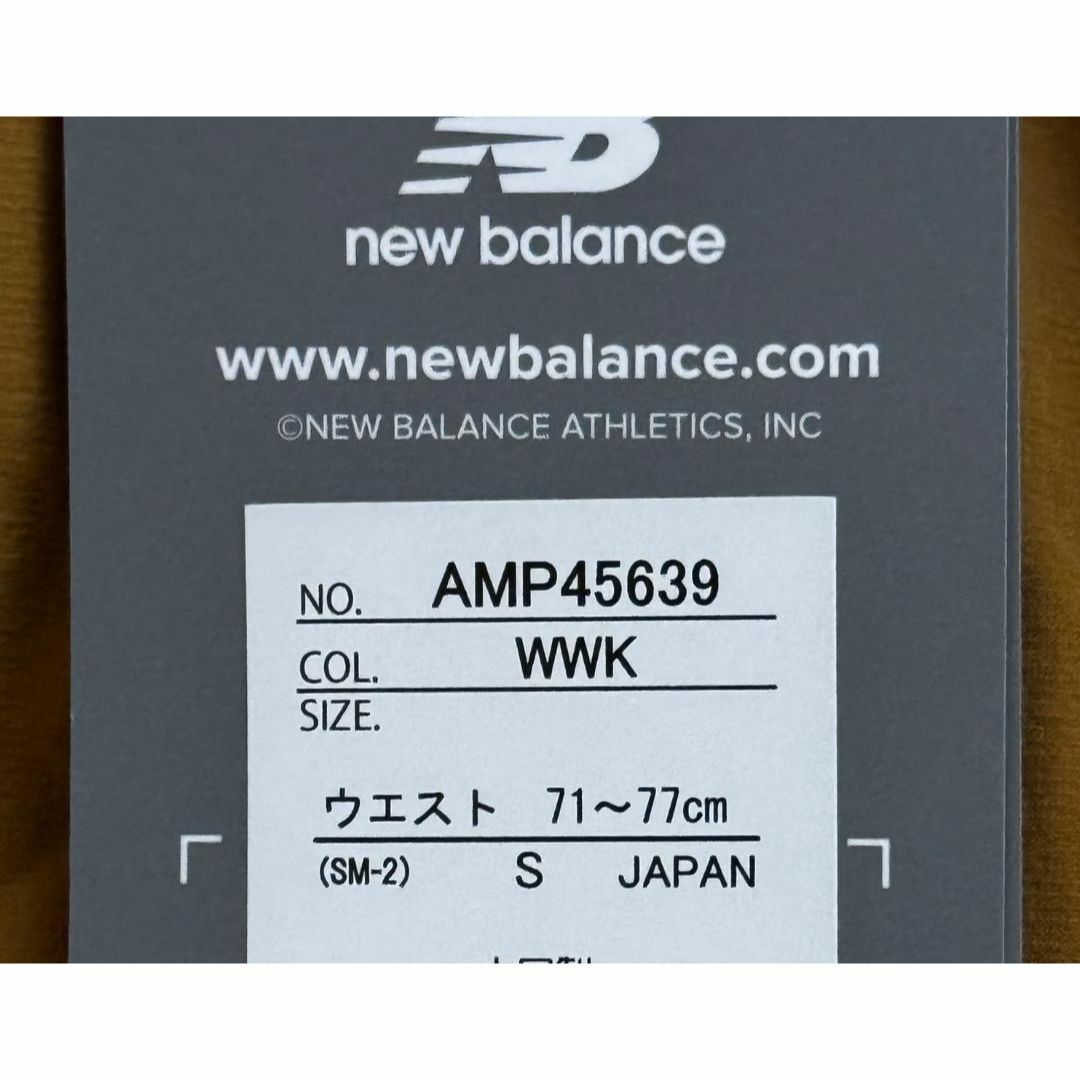 new balance
www.newbalance.com
©NEW BALANCE ATHLETICS, INC
NO. AMP45639
COL. WWK
SIZE.
ウエスト 71～77cm
(SM-2) S JAPAN